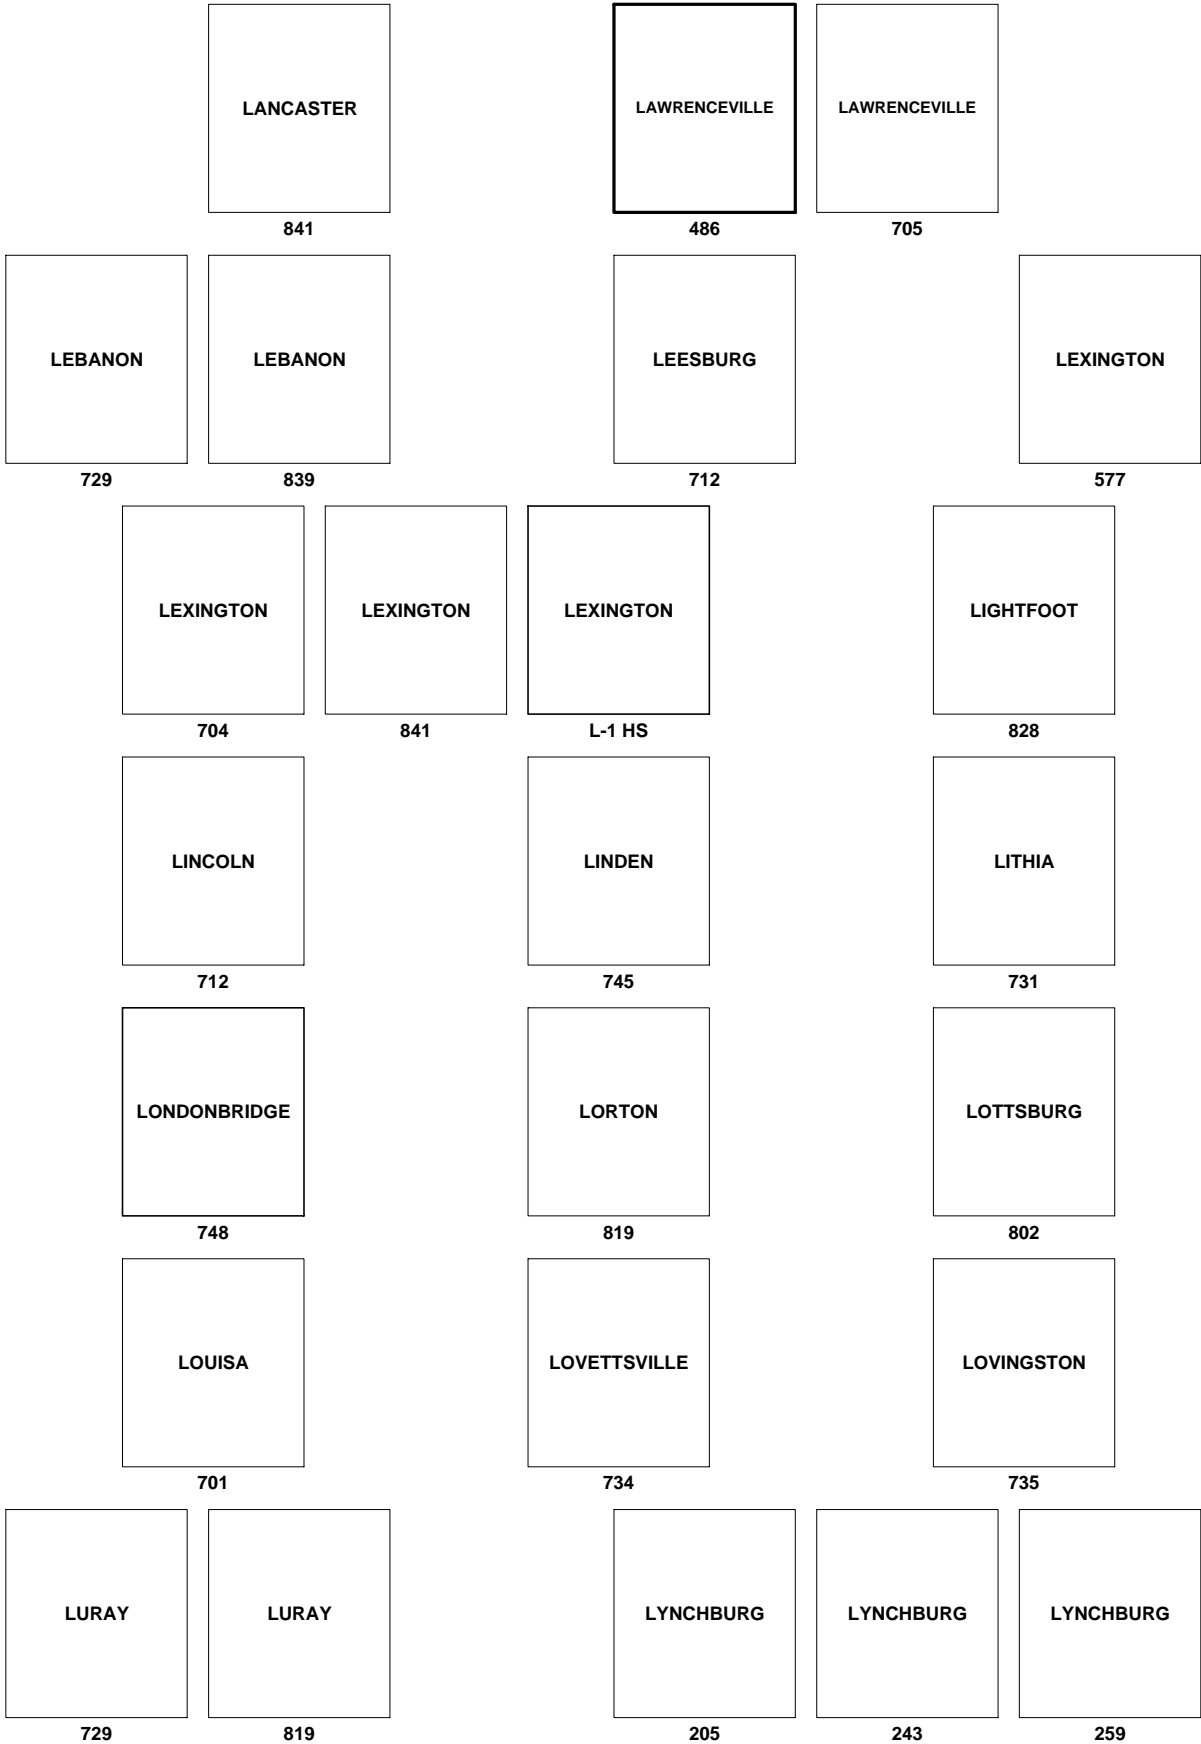 LANCASTER LAWRENCEVILLE LAWRENCEVILLE
841 486 705
LEBANON LEBANON LEESBURG LEXINGTON
729 839 712 577
LEXINGTON LEXINGTON LEXINGTON LIGHTFOOT
704 841 L-1 HS 828
LINCOLN LINDEN LITHIA
712 745 731
LONDONBRIDGE LORTON LOTTSBURG
748 819 802
LOUISA LOVETTSVILLE LOVINGSTON
701 734 735
LURAY LURAY LYNCHBURG LYNCHBURG LYNCHBURG
729 819 205 243 259